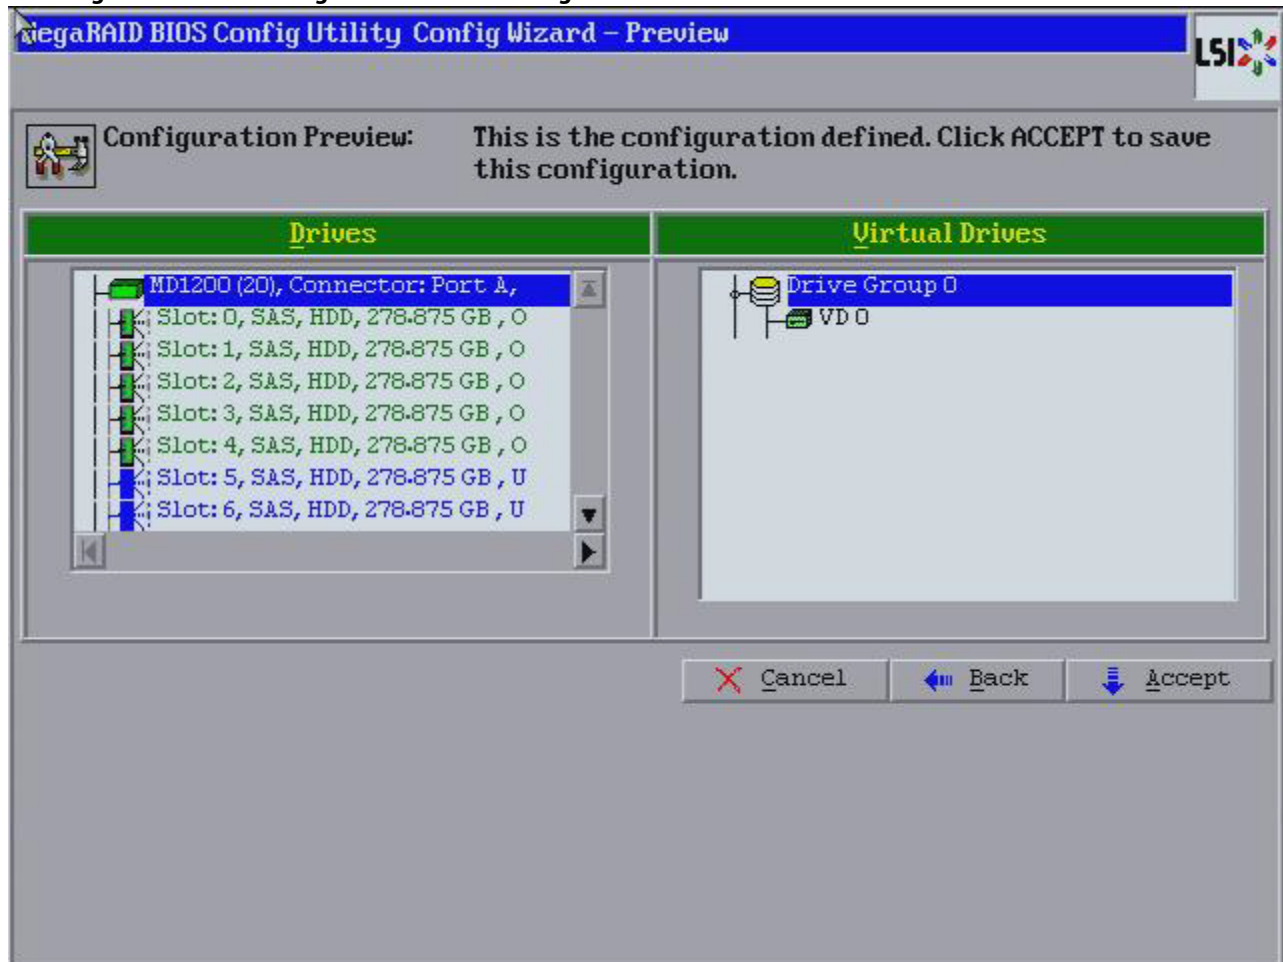 MegaRAID BIOS Config Utility Config Wizard – Preview
LSI
Configuration Preview: This is the configuration defined. Click ACCEPT to save
this configuration.
Drives
Virtual Drives
MD1200 (20), Connector: Port A,
Slot: 0, SAS, HDD, 278.875 GB , O
Slot: 1, SAS, HDD, 278.875 GB , O
Slot: 2, SAS, HDD, 278.875 GB , O
Slot: 3, SAS, HDD, 278.875 GB , O
Slot: 4, SAS, HDD, 278.875 GB , O
Slot: 5, SAS, HDD, 278.875 GB , U
Slot: 6, SAS, HDD, 278.875 GB , U
Drive Group 0
VD 0
Cancel
Back
Accept